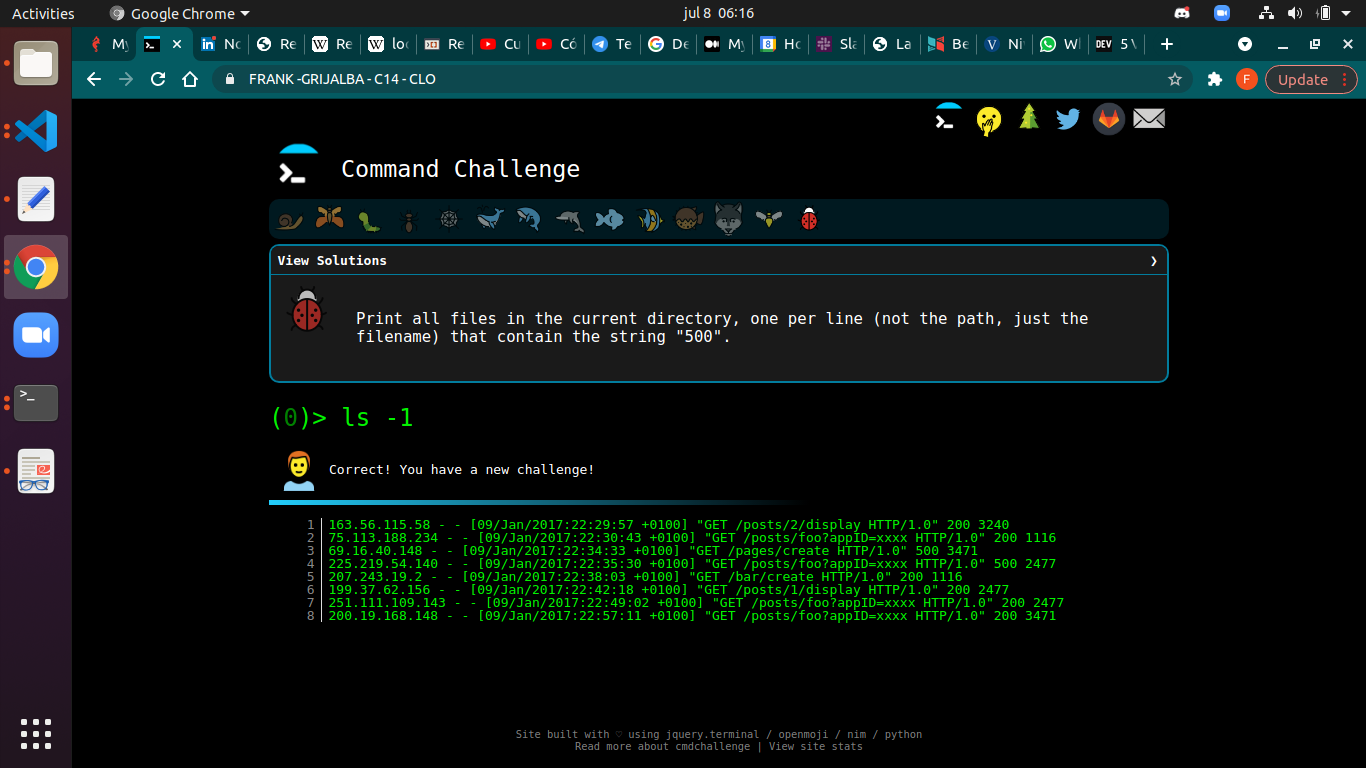 Activities
Google Chrome
jul 8 06:16
My
No
Re
Re
loc
Re
Cu
Có
Te
De
My
Ho
Sla
La
Be
Ni
Wl
DEV 5 \
FRANK -GRIJALBA - C14 - CLO
F
Update
Command Challenge
View Solutions
Print all files in the current directory, one per line (not the path, just the
filename) that contain the string "500".
(0)> ls -1
Correct! You have a new challenge!
1 163.56.115.58 - - [09/Jan/2017:22:29:57 +0100] "GET /posts/2/display HTTP/1.0" 200 3240
2 75.113.188.234 - - [09/Jan/2017:22:30:43 +0100] "GET /posts/foo?appID=xxxx HTTP/1.0" 200 1116
3 69.16.40.148 - - [09/Jan/2017:22:34:33 +0100] "GET /pages/create HTTP/1.0" 500 3471
4 225.219.54.140 - - [09/Jan/2017:22:35:30 +0100] "GET /posts/foo?appID=xxxx HTTP/1.0" 500 2477
5 207.243.19.2 - - [09/Jan/2017:22:38:03 +0100] "GET /bar/create HTTP/1.0" 200 1116
6 199.37.62.156 - - [09/Jan/2017:22:42:18 +0100] "GET /posts/1/display HTTP/1.0" 200 2477
7 251.111.109.143 - - [09/Jan/2017:22:49:02 +0100] "GET /posts/foo?appID=xxxx HTTP/1.0" 200 2477
8 200.19.168.148 - - [09/Jan/2017:22:57:11 +0100] "GET /posts/foo?appID=xxxx HTTP/1.0" 200 3471
Site built with ♡ using jquery.terminal / openmoji / nim / python
Read more about cmdchallenge | View site stats